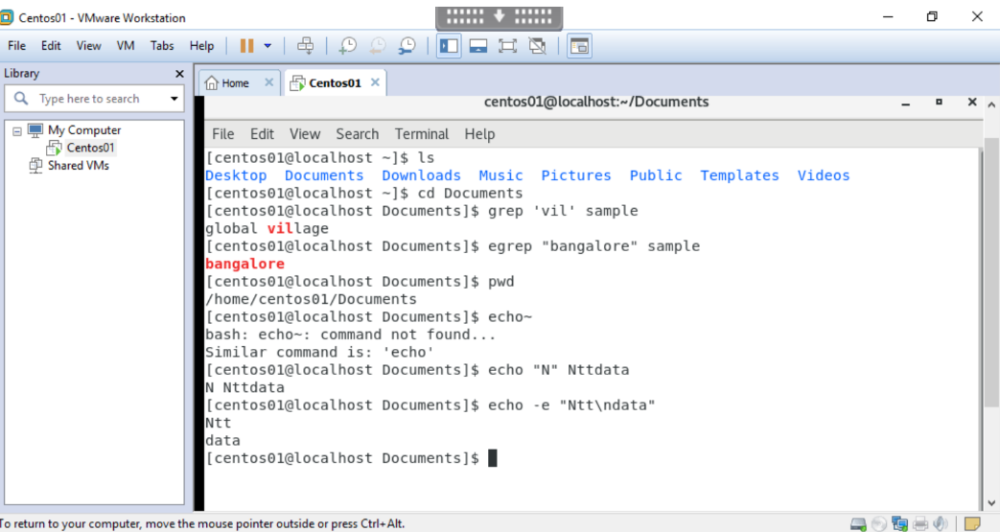 Centos01 - VMware Workstation
File Edit View VM Tabs Help
Library
Type here to search
My Computer
Centos01
Shared VMs
Home
Centos01
centos01@localhost:~/Documents
File Edit View Search Terminal Help
[centos01@localhost ~]$ ls
Desktop Documents Downloads Music Pictures Public Templates Videos
[centos01@localhost ~]$ cd Documents
[centos01@localhost Documents]$ grep 'vil' sample
global village
[centos01@localhost Documents]$ egrep "bangalore" sample
bangalore
[centos01@localhost Documents]$ pwd
/home/centos01/Documents
[centos01@localhost Documents]$ echo~
bash: echo~: command not found...
Similar command is: 'echo'
[centos01@localhost Documents]$ echo "N" Nttdata
N Nttdata
[centos01@localhost Documents]$ echo -e "Ntt\ndata"
Ntt
data
[centos01@localhost Documents]$
To return to your computer, move the mouse pointer outside or press Ctrl+Alt.